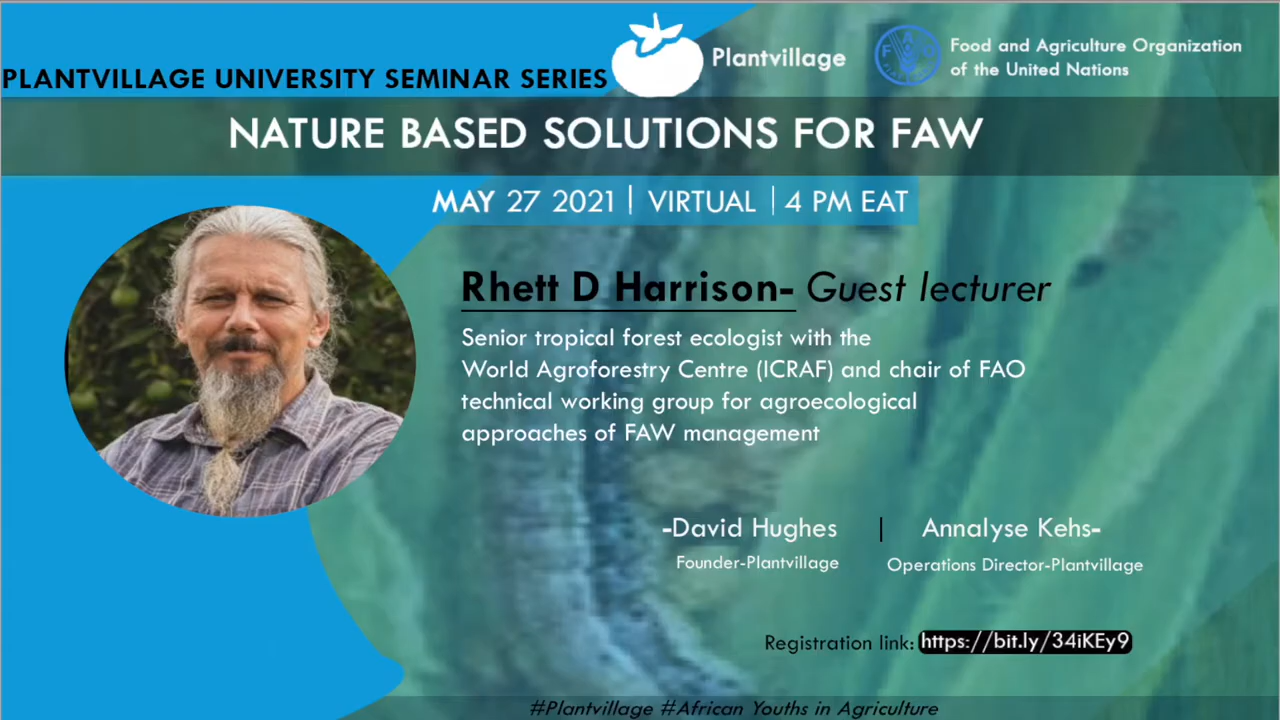 PLANTVILLAGE UNIVERSITY SEMINAR SERIES
Plantvillage
FAO
Food and Agriculture Organization
of the United Nations
NATURE BASED SOLUTIONS FOR FAW
MAY 27 2021 | VIRTUAL | 4 PM EAT
Rhett D Harrison- Guest lecturer
Senior tropical forest ecologist with the
World Agroforestry Centre (ICRAF) and chair of FAO
technical working group for agroecological
approaches of FAW management
-David Hughes | Annalyse Kehs-
Founder-Plantvillage Operations Director-Plantvillage
Registration link: https://bit.ly/34iKEy9
#Plantvillage #African Youths in Agriculture